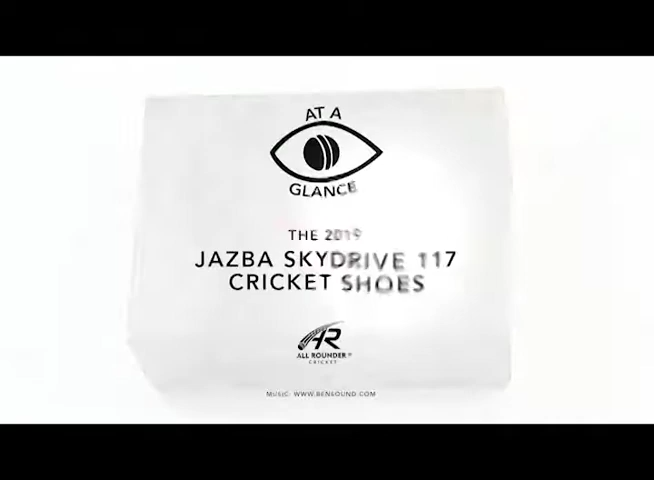 AT A
GLANCE
THE 2019
JAZBA SKYDRIVE 117
CRICKET SHOES
AR
ALL ROUNDER®
CRICKET
MUSIC: WWW.BENSOUND.COM